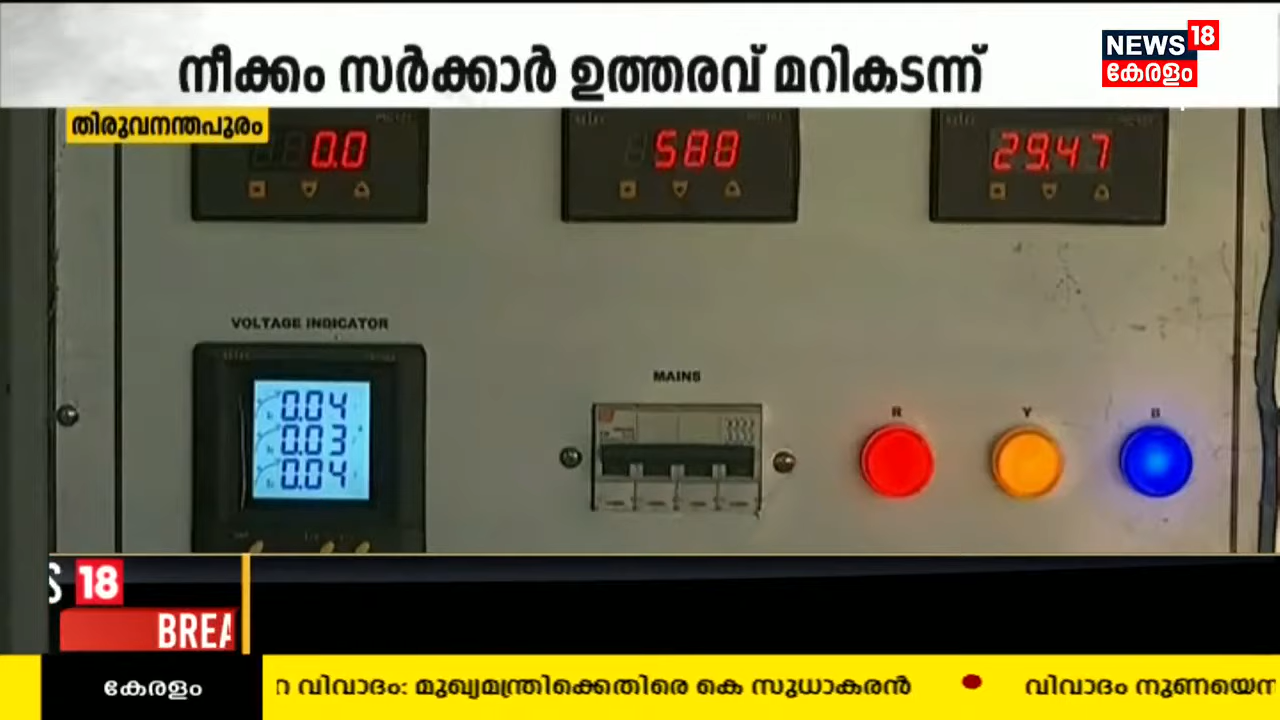 നീക്കം സർക്കാർ ഉത്തരവ് മറികടന്ന്
NEWS 18
കേരളം
തിരുവനന്തപുരം
0.0
588
29.47
VOLTAGE INDICATOR
0.04
0.03
0.04
MAINS
R Y B
18
BREA
കേരളം
വിവാദം: മുഖ്യമന്ത്രിക്കെതിരെ കെ സുധാകരൻ • വിവാദം നുണയെന